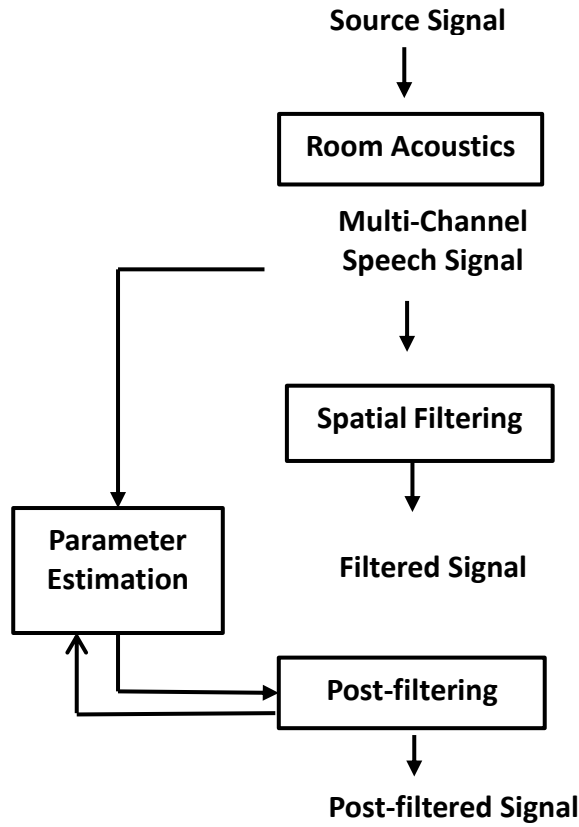 Source Signal
Room Acoustics
Multi-Channel
Speech Signal
Spatial Filtering
Parameter
Estimation
Filtered Signal
Post-filtering
Post-filtered Signal